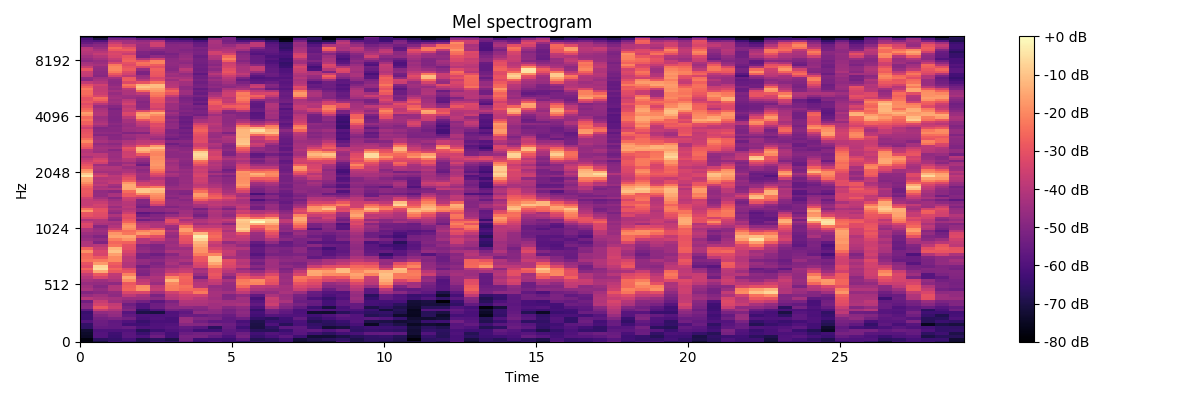 Mel spectrogram
8192
4096
2048
1024
512
0
Hz
0 5 10 15 20 25
Time
+0 dB
-10 dB
-20 dB
-30 dB
-40 dB
-50 dB
-60 dB
-70 dB
-80 dB